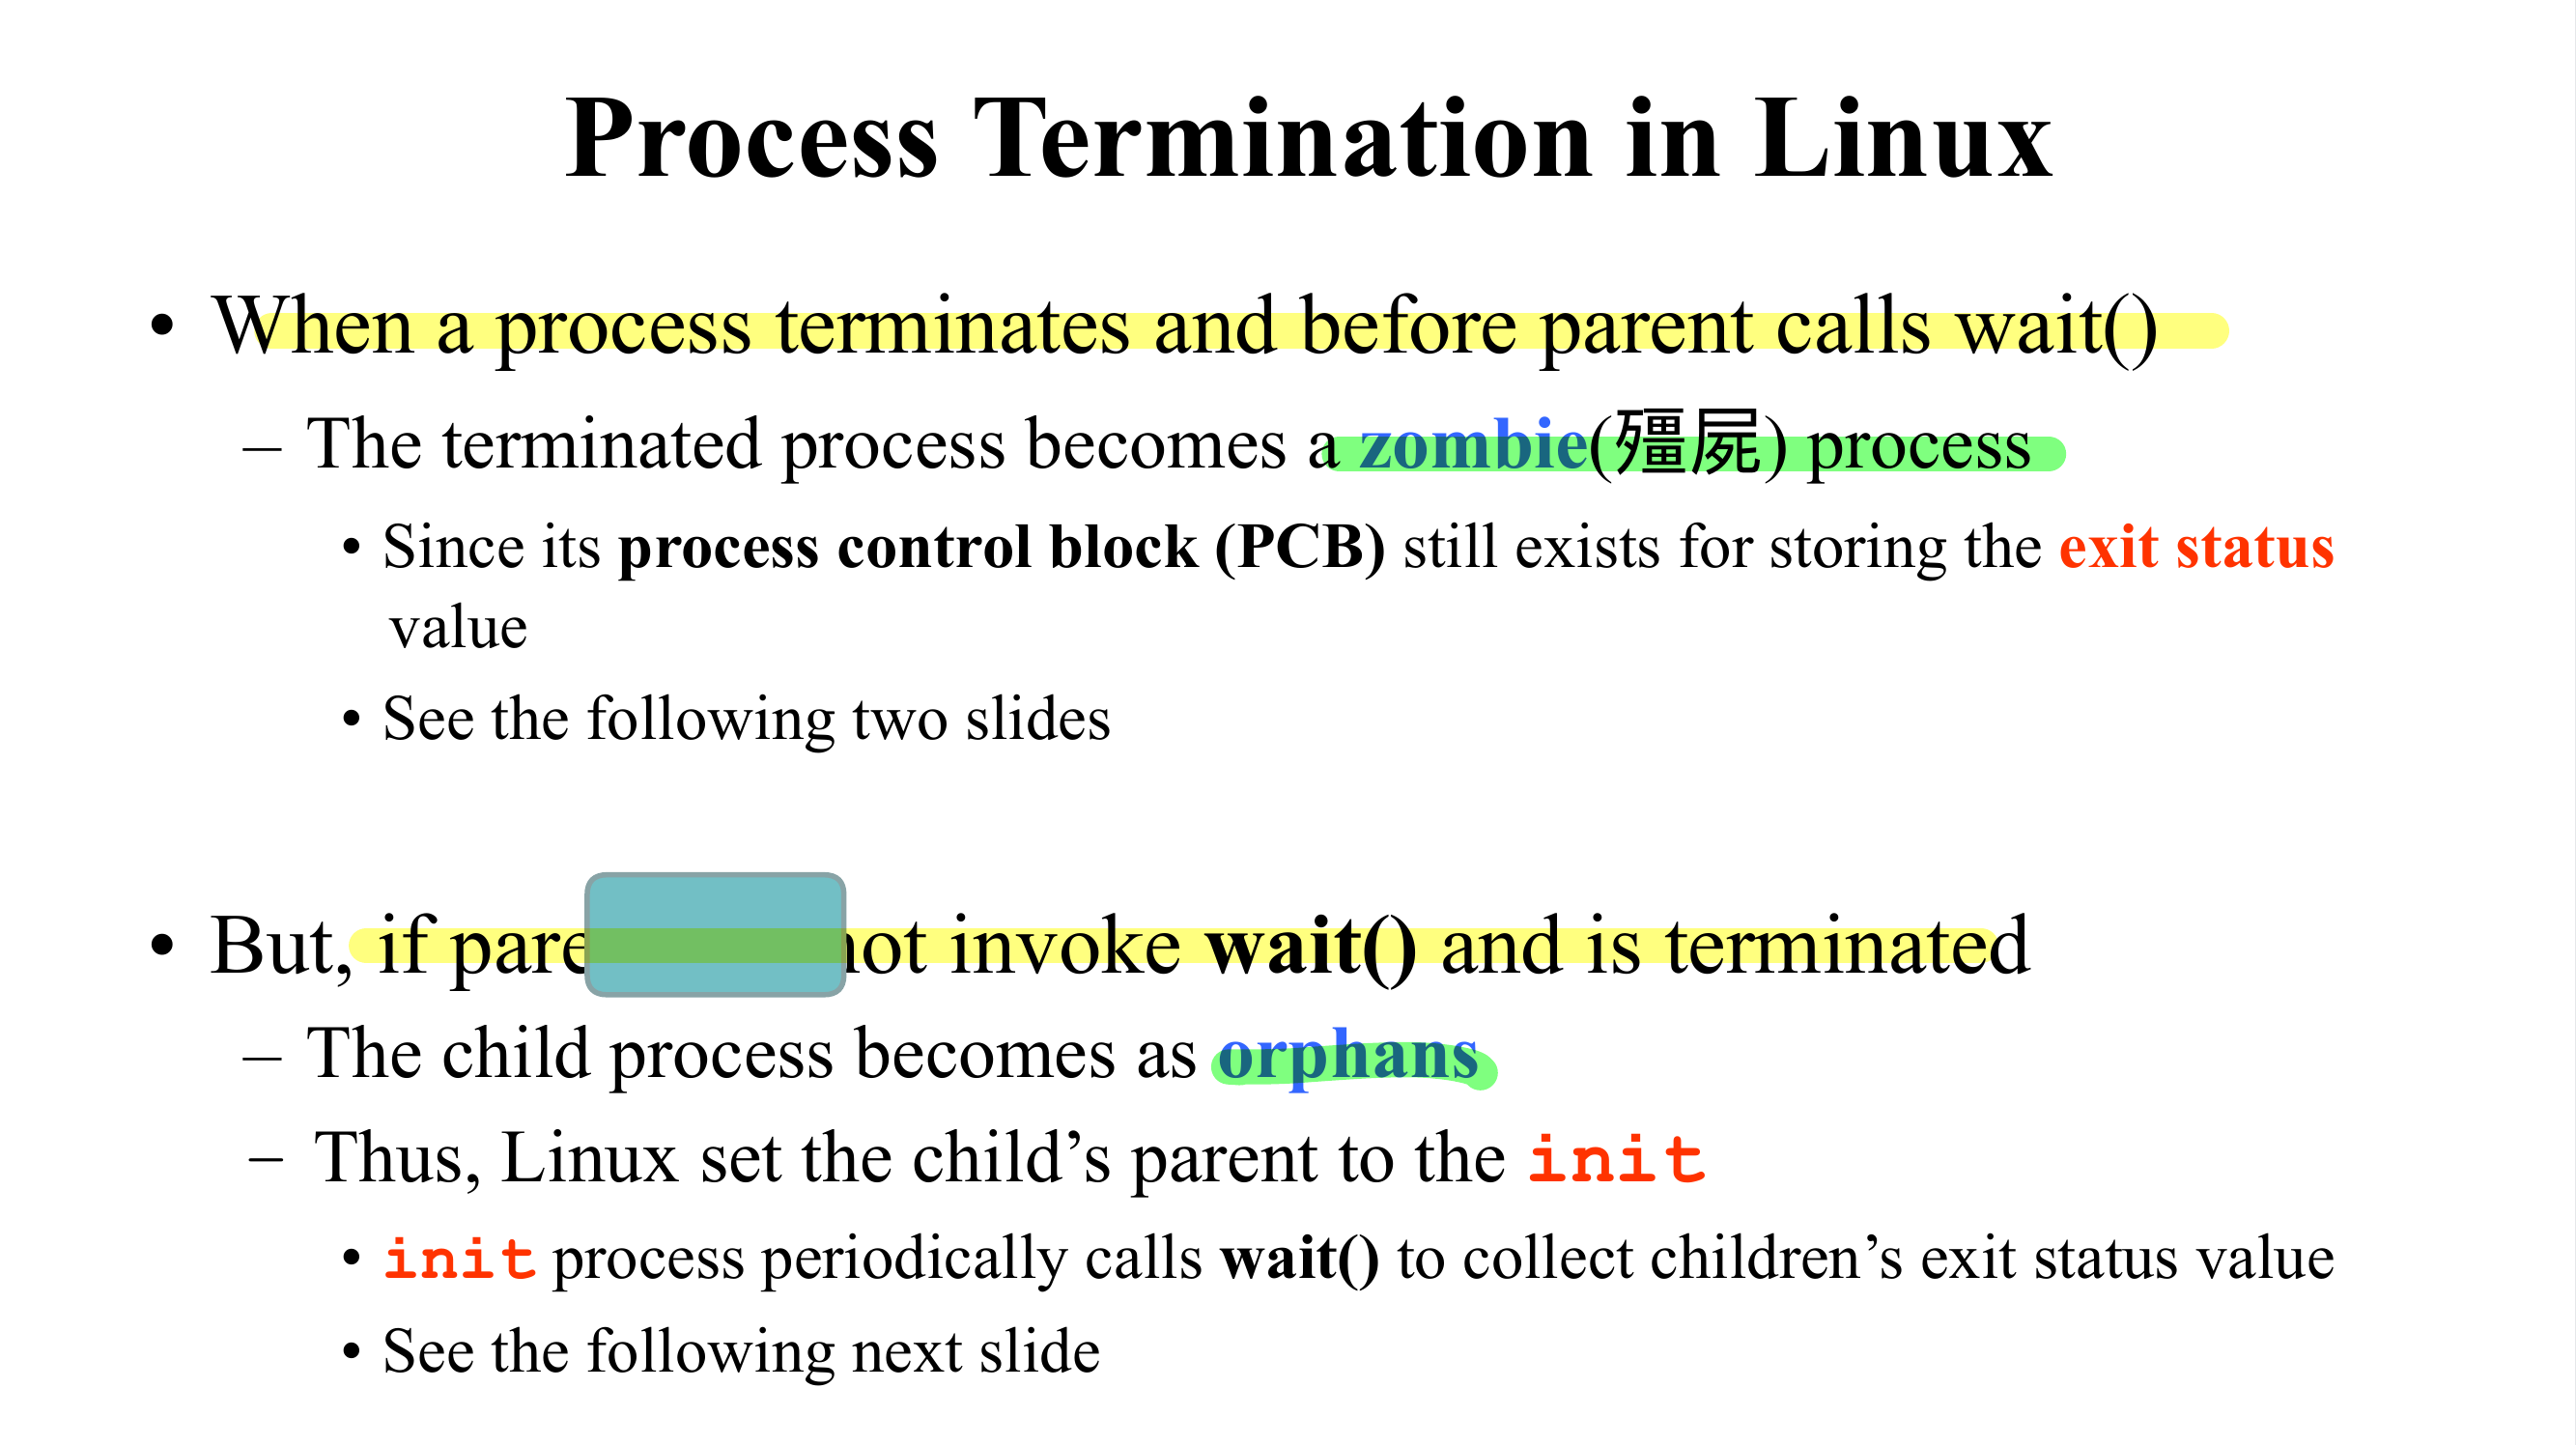 Process Termination in Linux
• When a process terminates and before parent calls wait()
– The terminated process becomes a zombie(殭屍) process
• Since its process control block (PCB) still exists for storing the exit status
value
• See the following two slides
• But, if invoke wait() and is terminated
– The child process becomes as orphans
– Thus, Linux set the child’s parent to the init
• init process periodically calls wait() to collect children’s exit status value
• See the following next slide